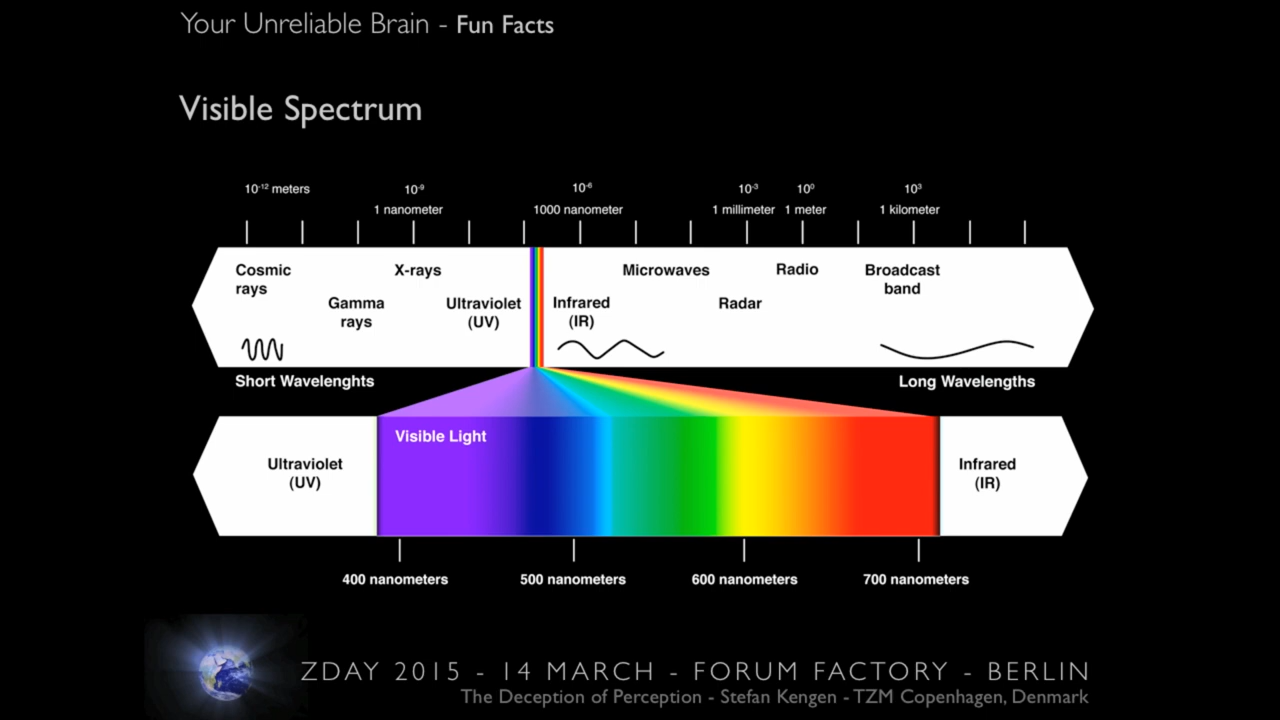 Your Unreliable Brain - Fun Facts
Visible Spectrum
10⁻¹² meters 10⁻⁹ 10⁻⁶ 10⁻³ 10⁰ 10³
1 nanometer 1000 nanometer 1 millimeter 1 meter 1 kilometer
Cosmic rays X-rays Microwaves Radio Broadcast band
Gamma rays Ultraviolet (UV) Infrared (IR) Radar
Short Wavelenghts Long Wavelengths
Visible Light
Ultraviolet (UV) Infrared (IR)
400 nanometers 500 nanometers 600 nanometers 700 nanometers
ZDAY 2015 - 14 MARCH - FORUM FACTORY - BERLIN
The Deception of Perception - Stefan Kengen - TZM Copenhagen, Denmark